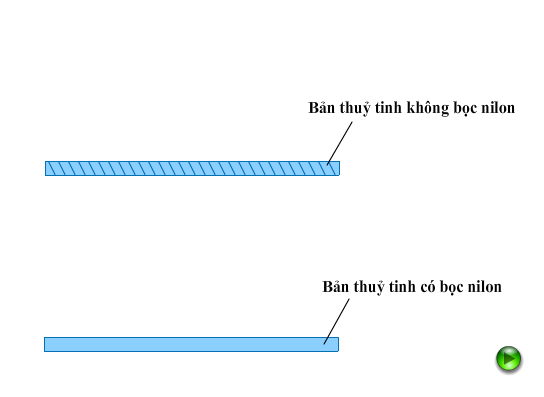 Bản thuỷ tinh không bọc nilon
Bản thuỷ tinh có bọc nilon